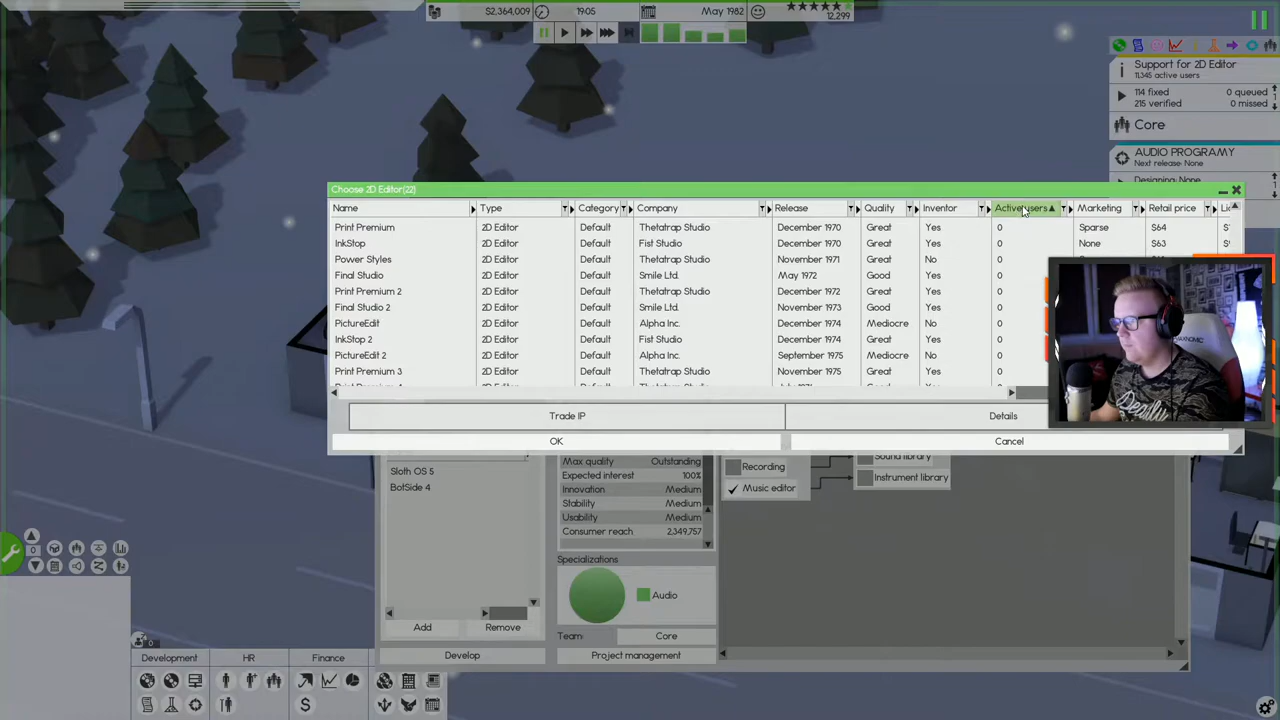 $2,364,009 19:05 May 1982
12,299
Support for 2D Editor
11,345 active users
114 fixed 0 queued
215 verified 0 missed
1
Core
AUDIO PROGRAMY
Next release: None
Designing:
1
Choose 2D Editor(22)
Name Type Category Company Release Quality Inventor Active users Marketing Retail price
Print Premium 2D Editor Default Thetatrap Studio December 1970 Great Yes 0 Sparse $64
InkStop 2D Editor Default Fist Studio December 1970 Great Yes 0 None $63
Power Styles 2D Editor Default Thetatrap Studio November 1971 Great No 0
Final Studio 2D Editor Default Smile Ltd. May 1972 Good Yes 0
Print Premium 2 2D Editor Default Thetatrap Studio December 1972 Great Yes 0
Final Studio 2 2D Editor Default Smile Ltd. November 1973 Good Yes 0
PictureEdit 2D Editor Default Alpha Inc. December 1974 Mediocre No 0
InkStop 2 2D Editor Default Fist Studio December 1974 Great Yes 0
PictureEdit 2 2D Editor Default Alpha Inc. September 1975 Mediocre No 0
Print Premium 3 2D Editor Default Thetatrap Studio November 1975 Great Yes 0
Trade IP Details
OK Cancel
Sloth OS 5
BotSide 4
Max quality Outstanding
Expected interest 100%
Innovation Medium
Stability Medium
Usability Medium
Consumer reach 2,349,757
Recording
Music editor
Sound library
Instrument library
Specializations
Audio
Add Remove
Team: Core
Develop Project management
0
0
Development HR Finance